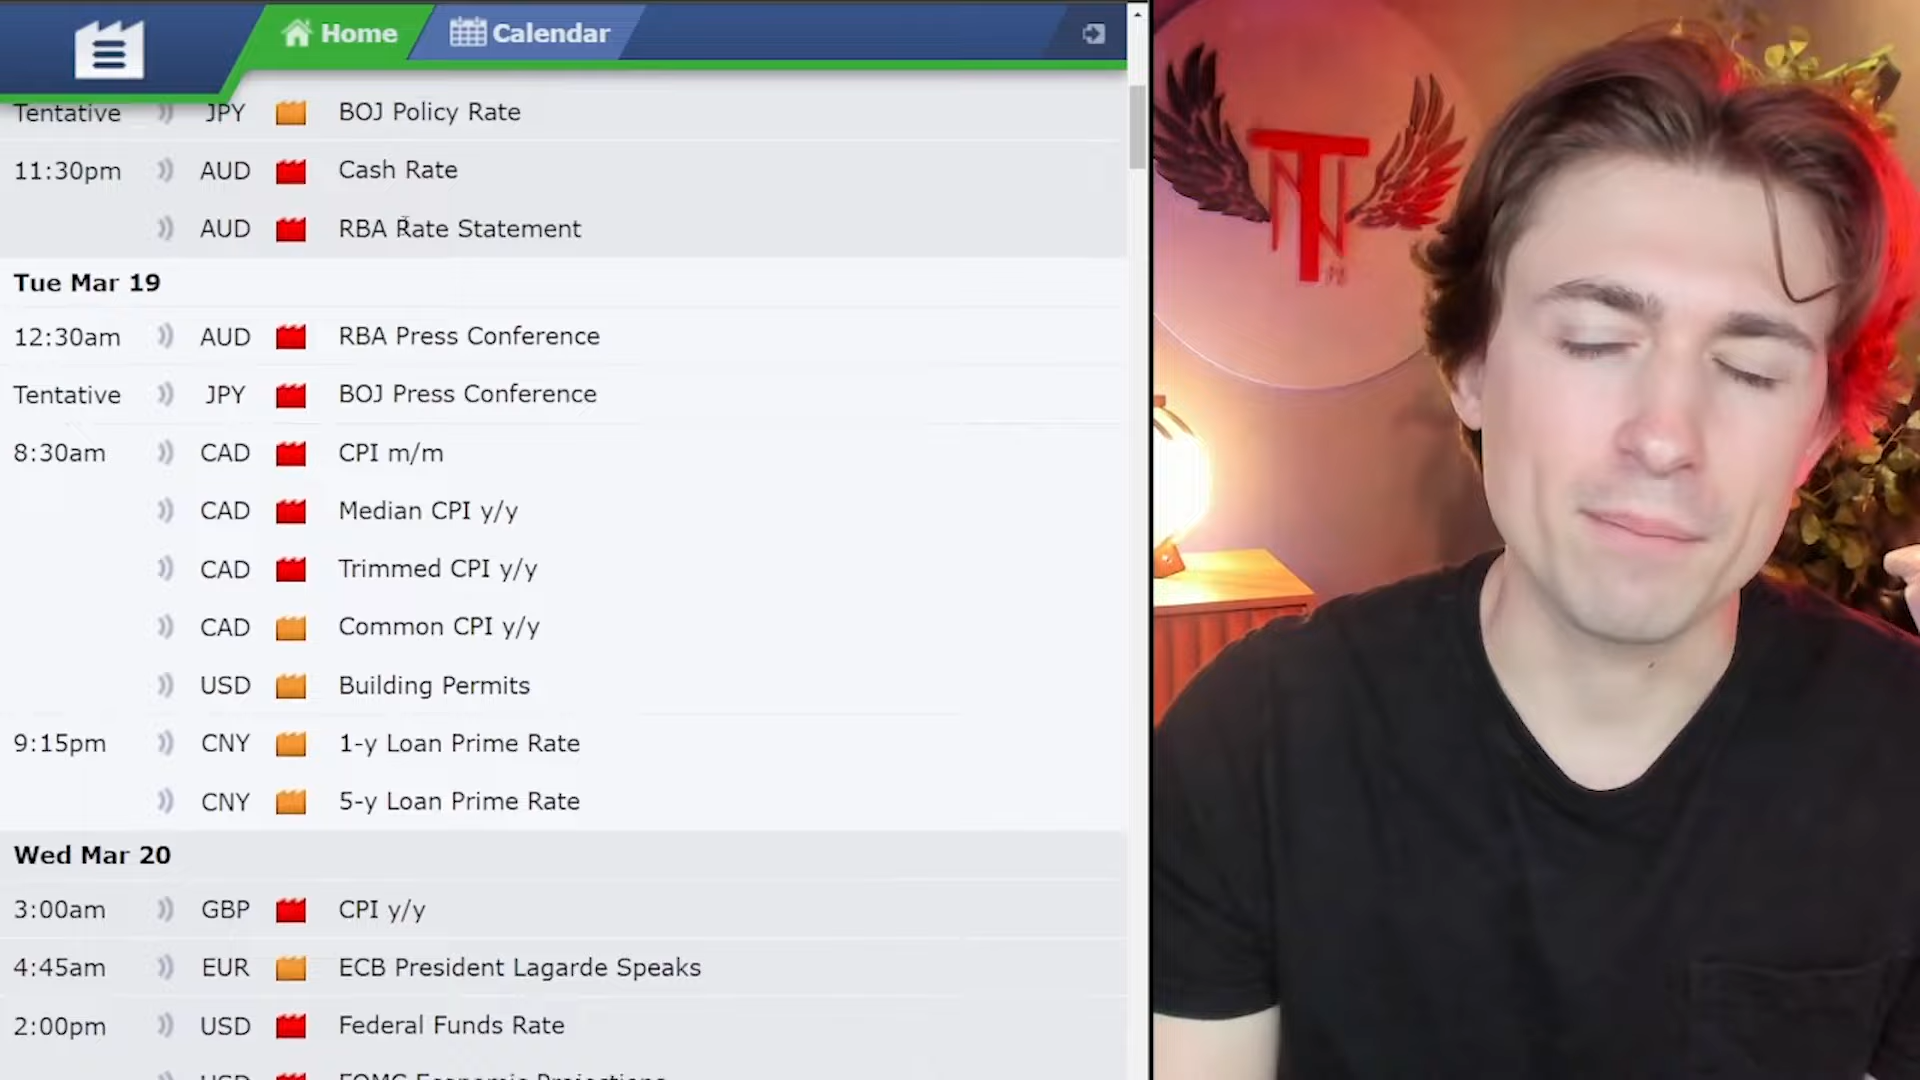 Home Calendar
Tentative JPY BOJ Policy Rate
11:30pm AUD Cash Rate
AUD RBA Rate Statement
Tue Mar 19
12:30am AUD RBA Press Conference
Tentative JPY BOJ Press Conference
8:30am CAD CPI m/m
CAD Median CPI y/y
CAD Trimmed CPI y/y
CAD Common CPI y/y
USD Building Permits
9:15pm CNY 1-y Loan Prime Rate
CNY 5-y Loan Prime Rate
Wed Mar 20
3:00am GBP CPI y/y
4:45am EUR ECB President Lagarde Speaks
2:00pm USD Federal Funds Rate
USD FOMC Economic Projections